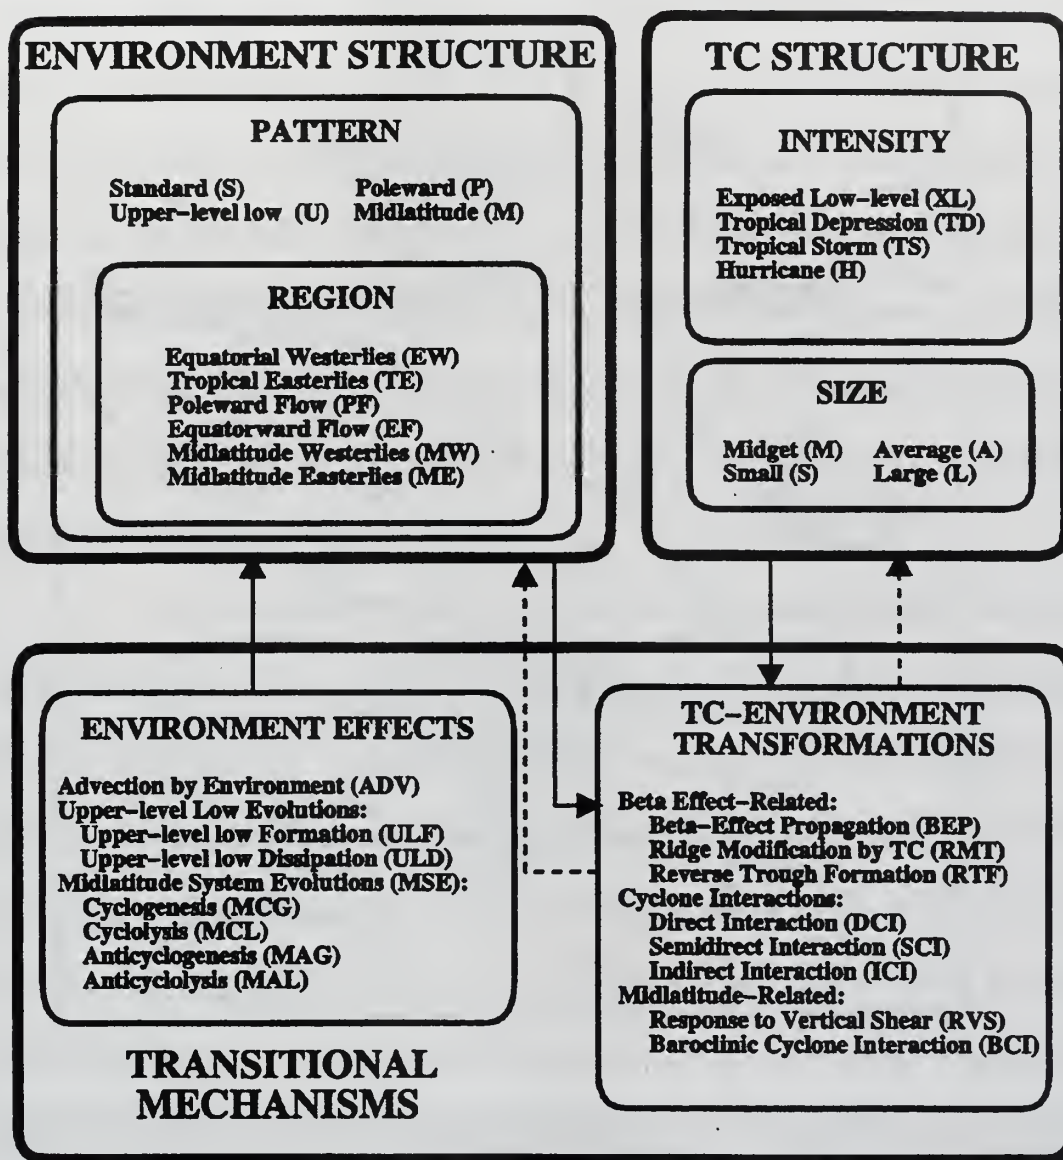 ENVIRONMENT STRUCTURE
PATTERN
Standard (S) Poleward (P)
Upper-level low (U) Midlatitude (M)
REGION
Equatorial Westerlies (EW)
Tropical Easterlies (TE)
Poleward Flow (PF)
Equatorward Flow (EF)
Midlatitude Westerlies (MW)
Midlatitude Easterlies (ME)
TC STRUCTURE
INTENSITY
Exposed Low-level (XL)
Tropical Depression (TD)
Tropical Storm (TS)
Hurricane (H)
SIZE
Midget (M) Average (A)
Small (S) Large (L)
ENVIRONMENT EFFECTS
Advection by Environment (ADV)
Upper-level Low Evolutions:
Upper-level low Formation (ULF)
Upper-level low Dissipation (ULD)
Midlatitude System Evolutions (MSE):
Cyclogenesis (MCG)
Cyclolysis (MCL)
Anticyclogenesis (MAG)
Anticyclolysis (MAL)
TRANSITIONAL
MECHANISMS
TC-ENVIRONMENT
TRANSFORMATIONS
Beta Effect-Related:
Beta-Effect Propagation (BEP)
Ridge Modification by TC (RMT)
Reverse Trough Formation (RTF)
Cyclone Interactions:
Direct Interaction (DCI)
Semidirect Interaction (SCI)
Indirect Interaction (ICI)
Midlatitude-Related:
Response to Vertical Shear (RVS)
Baroclinic Cyclone Interaction (BCI)